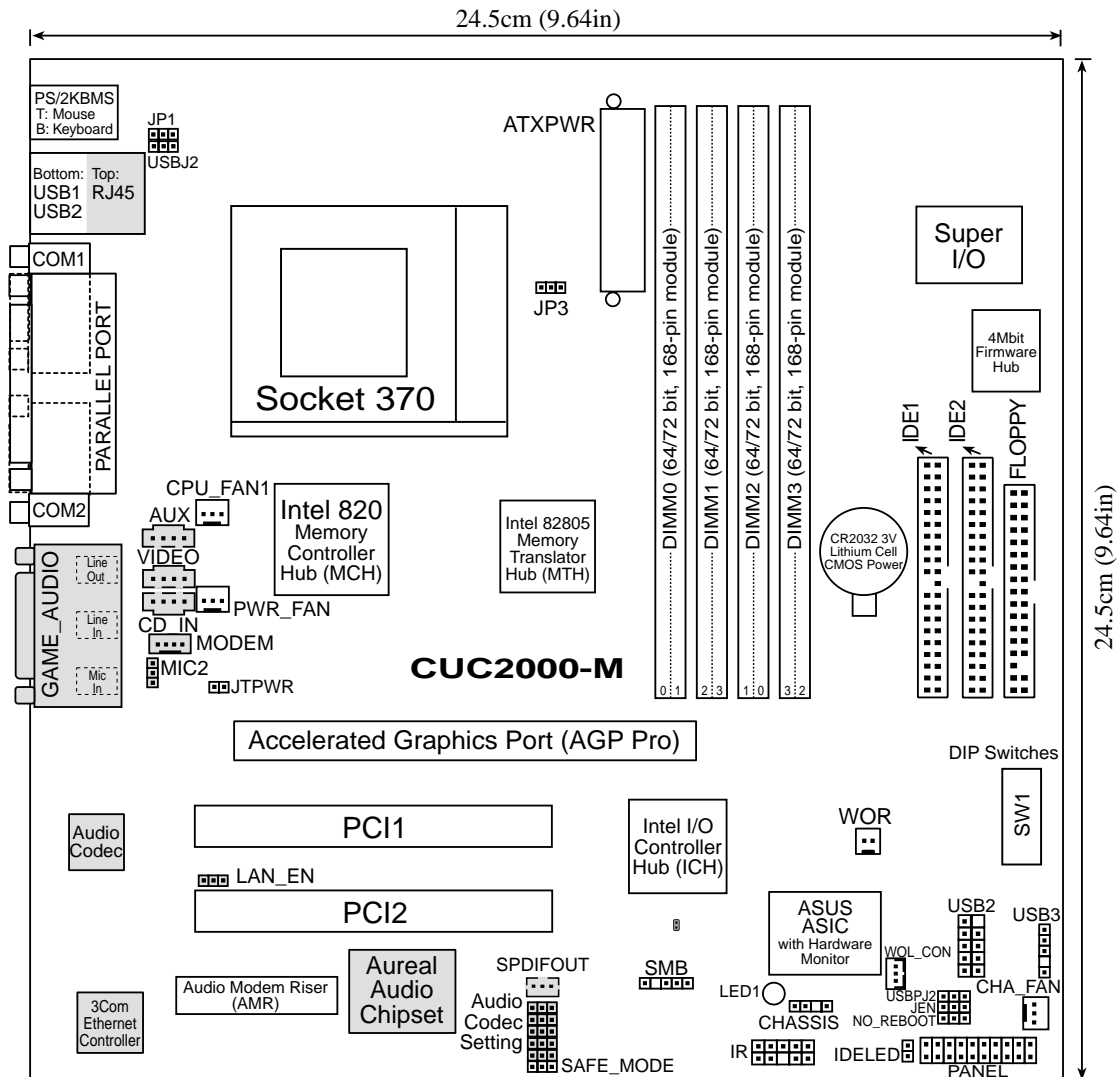 24.5cm (9.64in)
PS/2KBMS
T: Mouse
B: Keyboard
JP1
USBJ2
Bottom:
USB1
USB2
Top:
RJ45
COM1
PARALLEL PORT
COM2
ATXPWR
JP3
Socket 370
DIMM0 (64/72 bit, 168-pin module)
DIMM1 (64/72 bit, 168-pin module)
DIMM2 (64/72 bit, 168-pin module)
DIMM3 (64/72 bit, 168-pin module)
0 1
2 3
1 0
3 2
Super
I/O
4Mbit
Firmware
Hub
IDE1
IDE2
FLOPPY
24.5cm (9.64in)
CPU_FAN1
AUX
VIDEO
CD_IN
PWR_FAN
MODEM
MIC2
JTPWR
Intel 820
Memory
Controller
Hub (MCH)
Intel 82805
Memory
Translator
Hub (MTH)
CR2032 3V
Lithium Cell
CMOS Power
GAME_AUDIO
Line
Out
Line
In
Mic
In
CUC2000-M
Accelerated Graphics Port (AGP Pro)
DIP Switches
SW1
Audio
Codec
PCI1
LAN_EN
PCI2
Intel I/O
Controller
Hub (ICH)
WOR
ASUS
ASIC
with Hardware
Monitor
WOL_CON
USB2
USB3
3Com
Ethernet
Controller
Audio Modem Riser
(AMR)
Aureal
Audio
Chipset
SPDIFOUT
Audio
Codec
Setting
SAFE_MODE
SMB
LED1
CHASSIS
IR
USBPJ2
JEN
NO_REBOOT
CHA_FAN
IDELED
PANEL